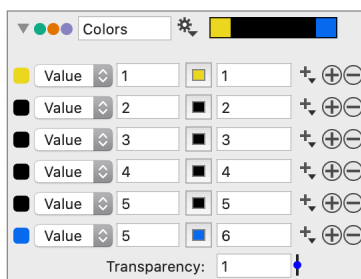 Colors
Value 1 1
Value 2 2
Value 3 3
Value 4 4
Value 5 5
Value 5 6
Transparency: 1